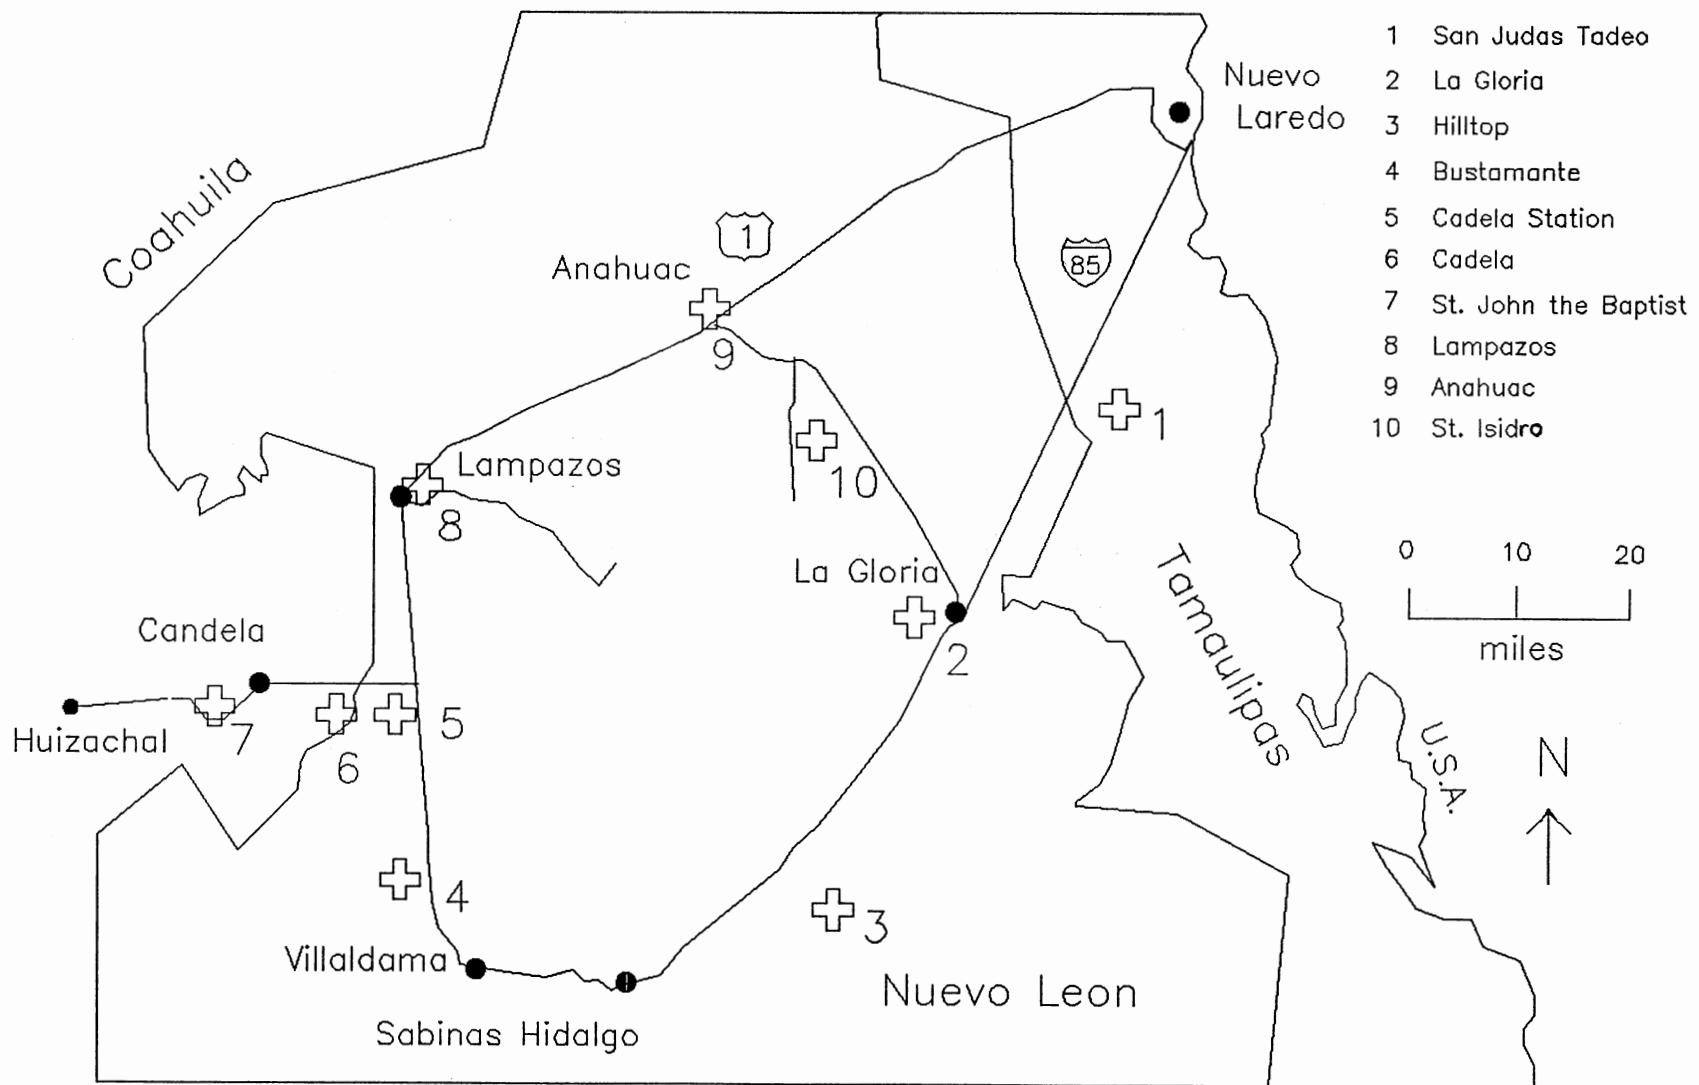 Nuevo
Laredo
1 San Judas Tadeo
2 La Gloria
3 Hilltop
4 Bustamante
5 Cadela Station
6 Cadela
7 St. John the Baptist
8 Lampazos
9 Anahuac
10 St. Isidro
Coahuila
1
Anahuac
85
9
1
Lampazos
10
8
La Gloria
2
Tamaulipas
0 10 20
miles
Candela
Huizachal
7
6
5
U.S.A.
N
4
3
Villaldama
Nuevo Leon
Sabinas Hidalgo